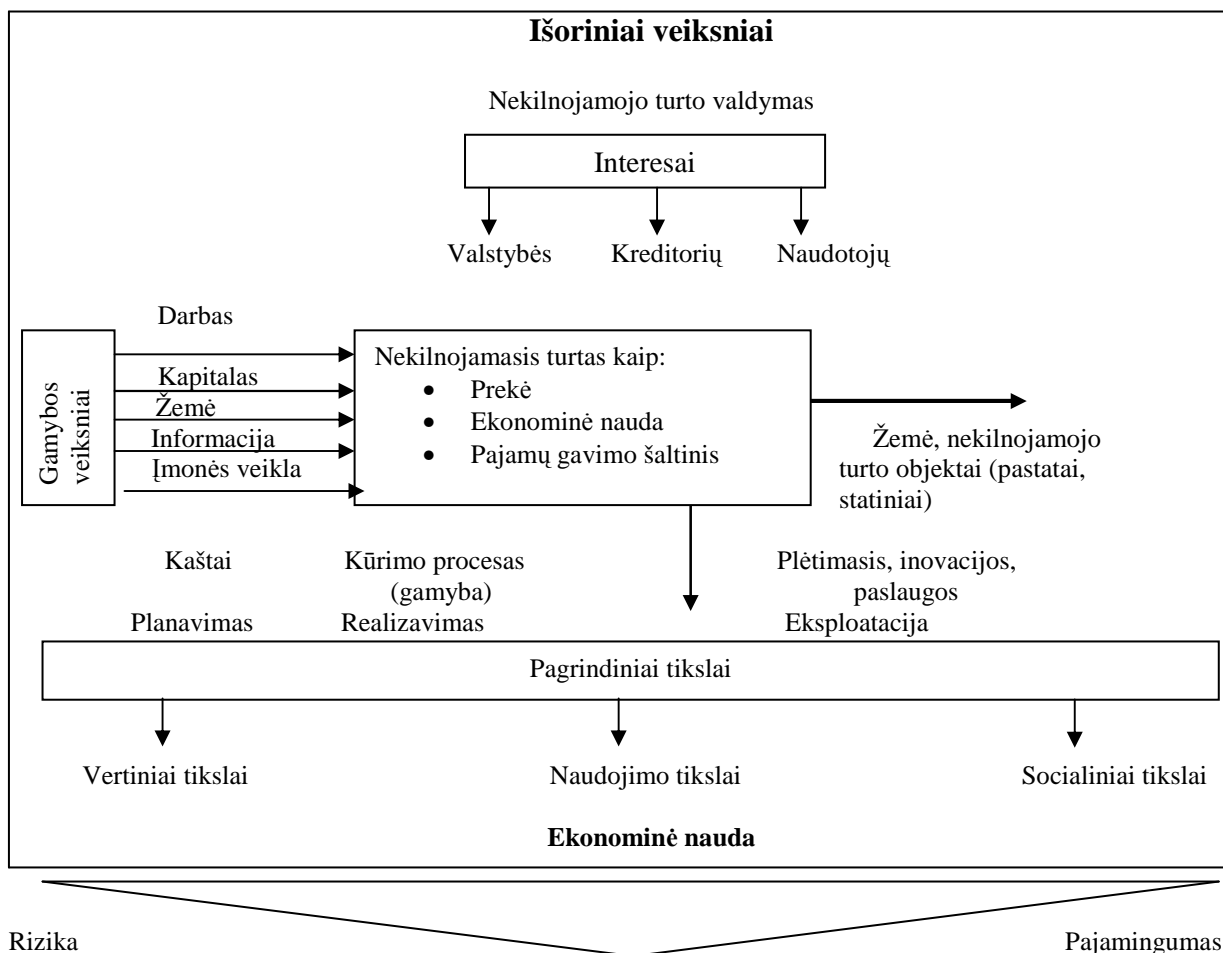 Išoriniai veiksniai
Nekilnojamojo turto valdymas
Interesai
Valstybės Kreditorių Naudotojų
Gamybos
veiksniai
Darbas
Kapitalas
Žemė
Informacija
Įmonės veikla
Nekilnojamasis turtas kaip:
• Prekė
• Ekonominė nauda
• Pajamų gavimo šaltinis
Žemė, nekilnojamojo
turto objektai (pastatai,
statiniai)
Kaštai Kūrimo procesas Plėtimasis, inovacijos,
(gamyba) paslaugos
Planavimas Realizavimas Eksploatacija
Pagrindiniai tikslai
Vertiniai tikslai Naudojimo tikslai Socialiniai tikslai
Ekonominė nauda
Rizika Pajamingumas